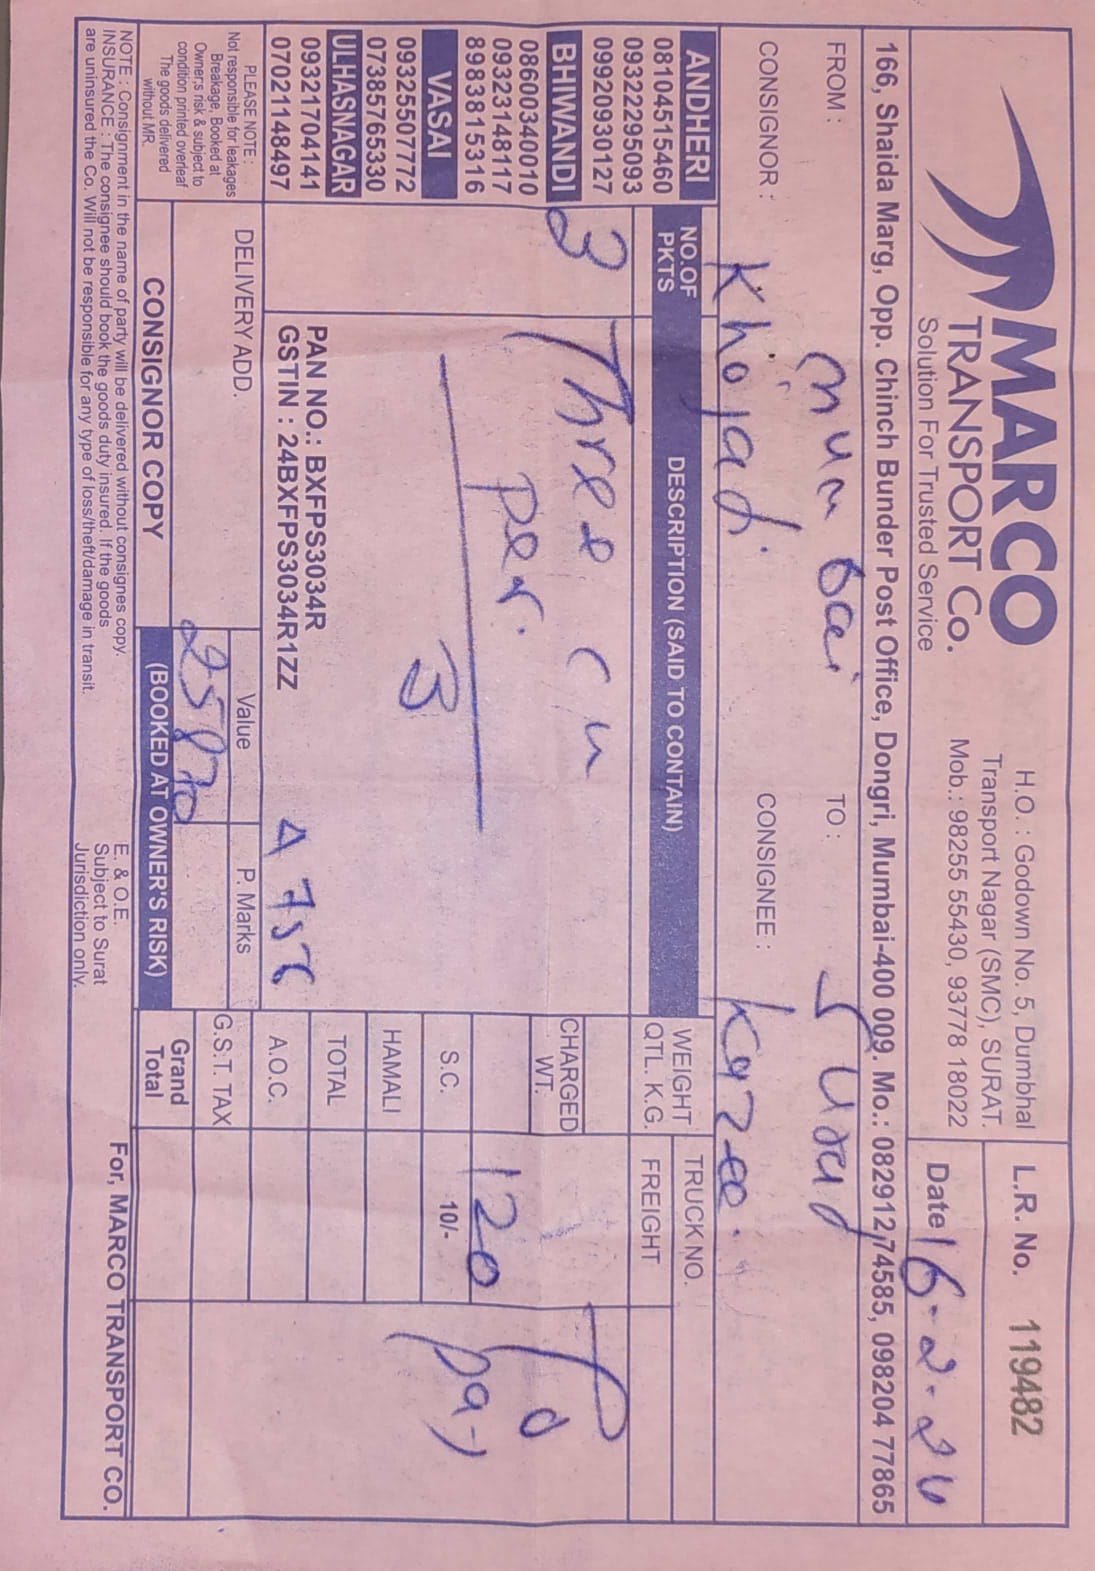 MARCO
TRANSPORT Co.
Solution For Trusted Service
H.O. : Godown No. 5, Dumbhal
Transport Nagar (SMC), SURAT.
Mob.: 98255 55430, 93778 18022
L.R. No. 119482
Date 16-2-26
166, Shaida Marg, Opp. Chinch Bunder Post Office, Dongri, Mumbai-400 009. Mo.: 082912 74585, 098204 77865
FROM : mumbai TO : Surat
CONSIGNOR : Khojadi CONSIGNEE :
ANDHERI
08104515460
09322295093
09920930127
BHIWANDI
08600340010
09323148117
8983815316
VASAI
09325507772
07385765330
ULHASNAGAR
09321704141
07021148497
PLEASE NOTE :
Not responsible for leakages
Breakage, Booked at
Owner,s risk & subject to
condition printed overleaf
The goods delivered
without MR.
NO.OF
PKTS
3
DESCRIPTION (SAID TO CONTAIN)
Three
per.
3
PAN NO.: BXFPS3034R
GSTIN : 24BXFPS3034R1ZZ
WEIGHT
QTL. K.G.
TRUCK NO.
FREIGHT
CHARGED
WT.
120
To
pay
S.C. 10/-
HAMALI
TOTAL
A.O.C.
G.S.T. TAX
Grand
Total
DELIVERY ADD.
Value
P. Marks
CONSIGNOR COPY
(BOOKED AT OWNER'S RISK)
NOTE : Consignment in the name of party will be delivered without consignes copy.
INSURANCE : The consignee should book the goods duty insured. If the goods
are uninsured the Co. Will not be responsible for any type of loss/theft/damage in transit.
E. & O.E.
Subject to Surat
Jurisdiction only.
For, MARCO TRANSPORT CO.